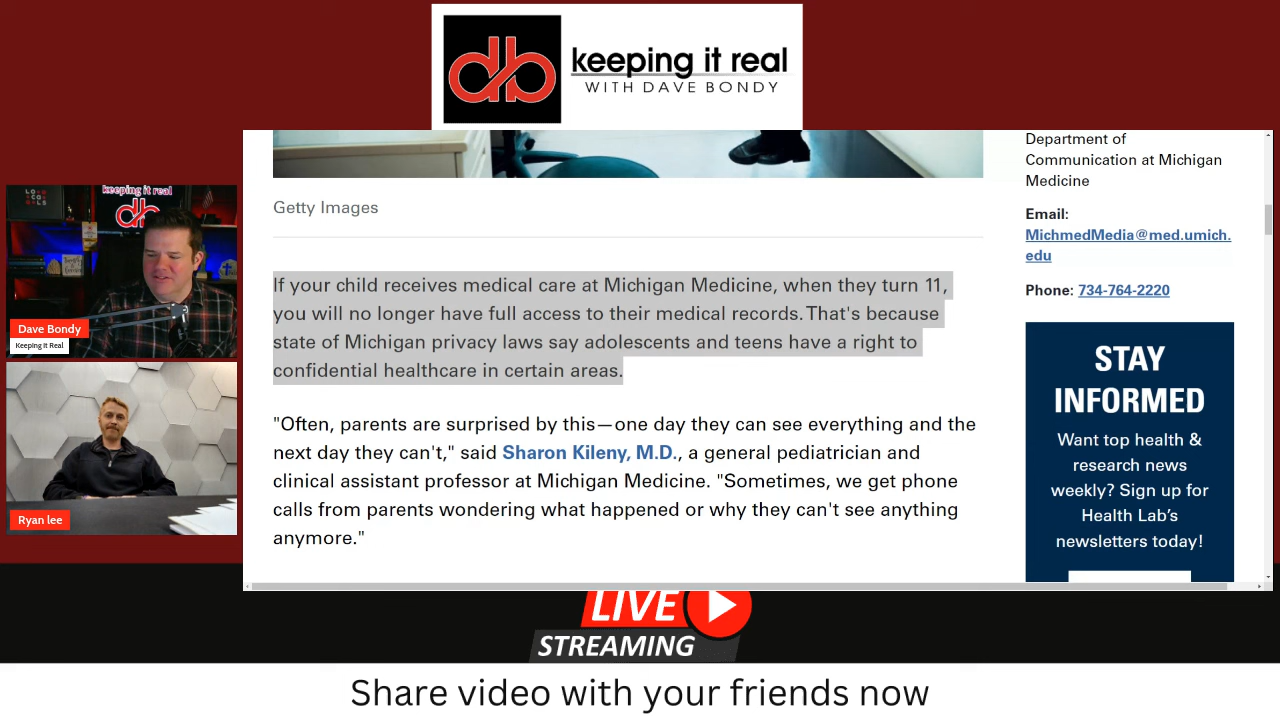 db
keeping it real
WITH DAVE BONDY
Department of
Communication at Michigan
Medicine
Getty Images
Email:
MichmedMedia@med.umich.
edu
Phone: 734-764-2220
If your child receives medical care at Michigan Medicine, when they turn 11,
you will no longer have full access to their medical records. That's because
state of Michigan privacy laws say adolescents and teens have a right to
confidential healthcare in certain areas.
"Often, parents are surprised by this—one day they can see everything and the
next day they can't," said Sharon Kileny, M.D., a general pediatrician and
clinical assistant professor at Michigan Medicine. "Sometimes, we get phone
calls from parents wondering what happened or why they can't see anything
anymore."
STAY
INFORMED
Want top health &
research news
weekly? Sign up for
Health Lab's
newsletters today!
keeping it real
db
Dave Bondy
Keeping It Real
Ryan lee
LIVE
STREAMING
Share video with your friends now